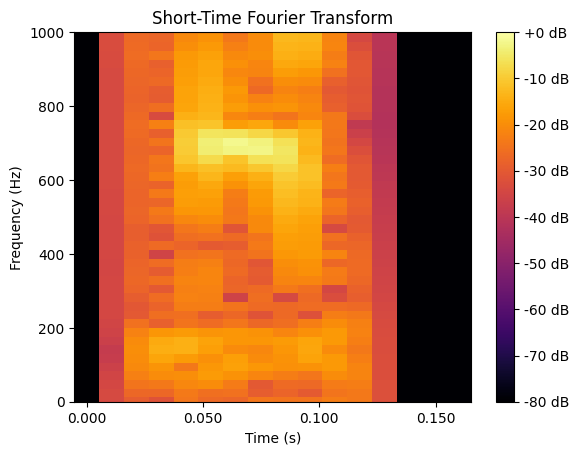 Short-Time Fourier Transform
1000
800
600
400
200
0
Frequency (Hz)
0.000
0.050
0.100
0.150
Time (s)
+0 dB
-10 dB
-20 dB
-30 dB
-40 dB
-50 dB
-60 dB
-70 dB
-80 dB